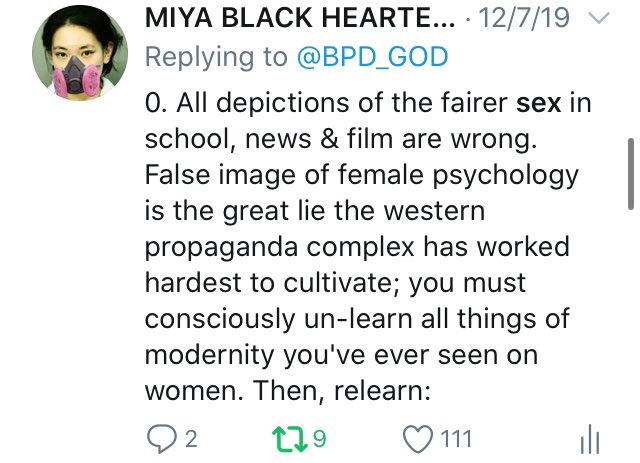 MIYA BLACK HEARTE... · 12/7/19
Replying to @BPD_GOD
0. All depictions of the fairer sex in
school, news & film are wrong.
False image of female psychology
is the great lie the western
propaganda complex has worked
hardest to cultivate; you must
consciously un-learn all things of
modernity you've ever seen on
women. Then, relearn:
2 9 111